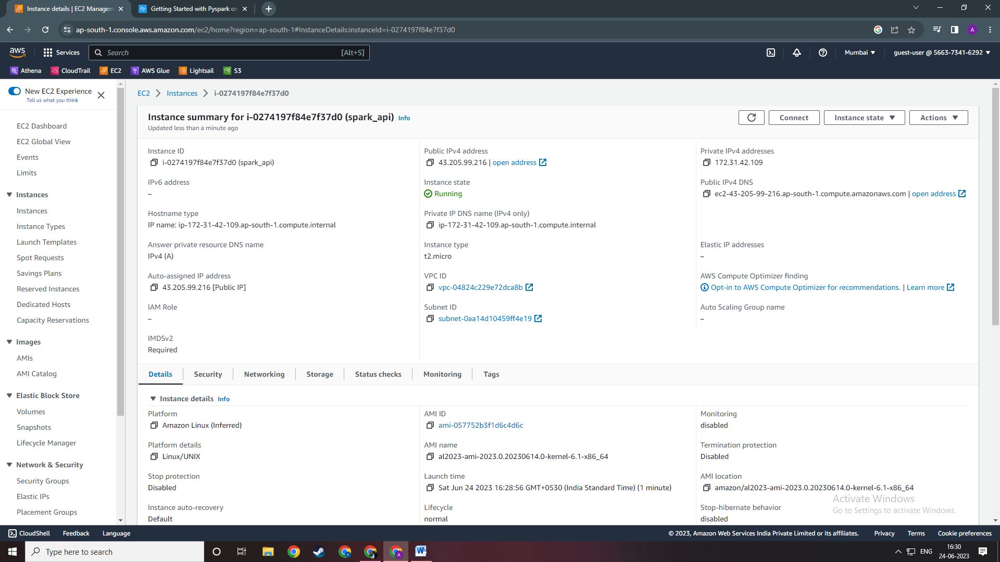 Instance details | EC2 Managem
Getting Started with Pyspark on
ap-south-1.console.aws.amazon.com/ec2/home?region=ap-south-1#InstanceDetails:instanceId=i-0274197f84e7f37d0
A
aws Services Search [Alt+S] Mumbai guest-user @ 5663-7341-6292
Athena CloudTrail EC2 AWS Glue Lightsail S3
New EC2 Experience
Tell us what you think
EC2 Dashboard
EC2 Global View
Events
Limits
Instances
Instances
Instance Types
Launch Templates
Spot Requests
Savings Plans
Reserved Instances
Dedicated Hosts
Capacity Reservations
Images
AMIs
AMI Catalog
Elastic Block Store
Volumes
Snapshots
Lifecycle Manager
Network & Security
Security Groups
Elastic IPs
Placement Groups
EC2 Instances i-0274197f84e7f37d0
Instance summary for i-0274197f84e7f37d0 (spark_api) Info
Updated less than a minute ago
Connect Instance state Actions
Instance ID
i-0274197f84e7f37d0 (spark_api)
Public IPv4 address
43.205.99.216 | open address
Private IPv4 addresses
172.31.42.109
IPv6 address
–
Instance state
Running
Public IPv4 DNS
ec2-43-205-99-216.ap-south-1.compute.amazonaws.com | open address
Hostname type
IP name: ip-172-31-42-109.ap-south-1.compute.internal
Private IP DNS name (IPv4 only)
ip-172-31-42-109.ap-south-1.compute.internal
Answer private resource DNS name
IPv4 (A)
Instance type
t2.micro
Elastic IP addresses
–
Auto-assigned IP address
43.205.99.216 [Public IP]
VPC ID
vpc-04824c229e72dca8b
AWS Compute Optimizer finding
Opt-in to AWS Compute Optimizer for recommendations. | Learn more
IAM Role
–
Subnet ID
subnet-0aa14d10459ff4e19
Auto Scaling Group name
–
IMDSv2
Required
Details Security Networking Storage Status checks Monitoring Tags
Instance details Info
Platform
Amazon Linux (Inferred)
AMI ID
ami-057752b3f1d6c4d6c
Monitoring
disabled
Platform details
Linux/UNIX
AMI name
al2023-ami-2023.0.20230614.0-kernel-6.1-x86_64
Termination protection
Disabled
Stop protection
Disabled
Launch time
Sat Jun 24 2023 16:28:56 GMT+0530 (India Standard Time) (1 minute)
AMI location
amazon/al2023-ami-2023.0.20230614.0-kernel-6.1-x86_64
Instance auto-recovery
Default
Lifecycle
normal
Stop-hibernate behavior
disabled
Activate Windows
Go to Settings to activate Windows.
CloudShell Feedback Language © 2023, Amazon Web Services India Private Limited or its affiliates. Privacy Terms Cookie preferences
Type here to search
ENG
16:30
24-06-2023